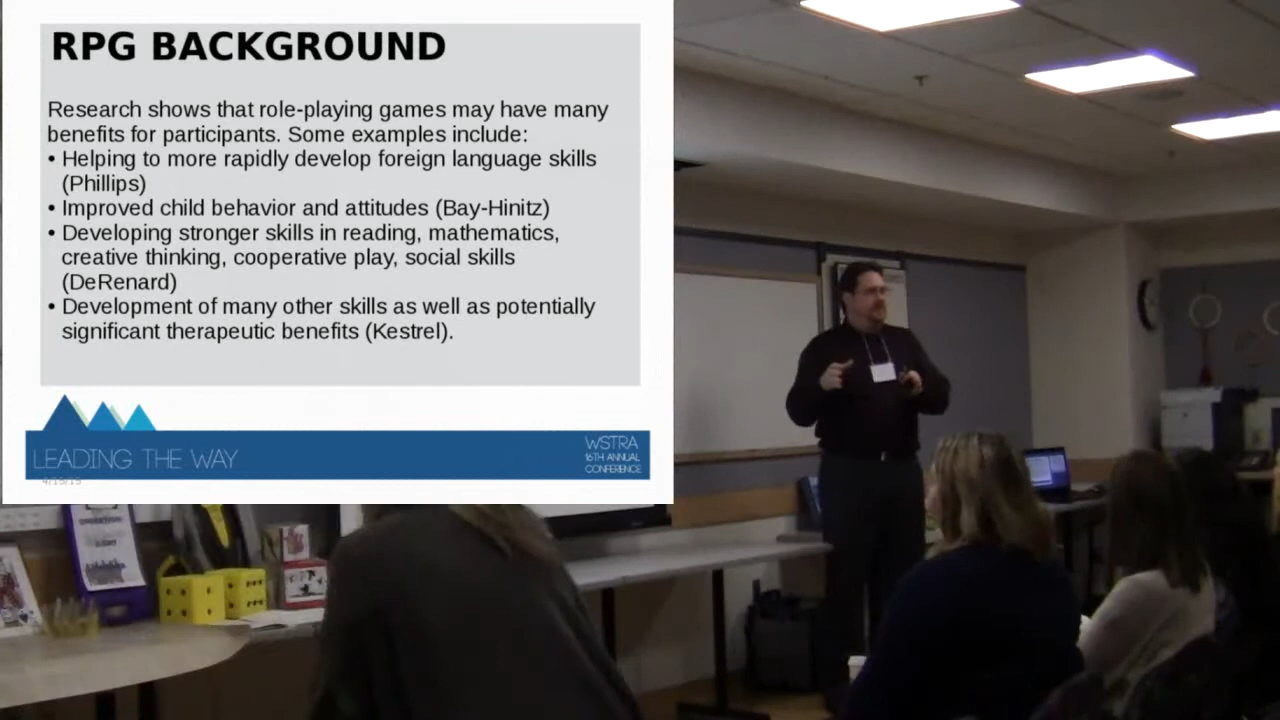 RPG BACKGROUND
Research shows that role-playing games may have many
benefits for participants. Some examples include:
• Helping to more rapidly develop foreign language skills
(Phillips)
• Improved child behavior and attitudes (Bay-Hinitz)
• Developing stronger skills in reading, mathematics,
creative thinking, cooperative play, social skills
(DeRenard)
• Development of many other skills as well as potentially
significant therapeutic benefits (Kestrel).
LEADING THE WAY
WSTRA
16TH ANNUAL
CONFERENCE
4/15/15